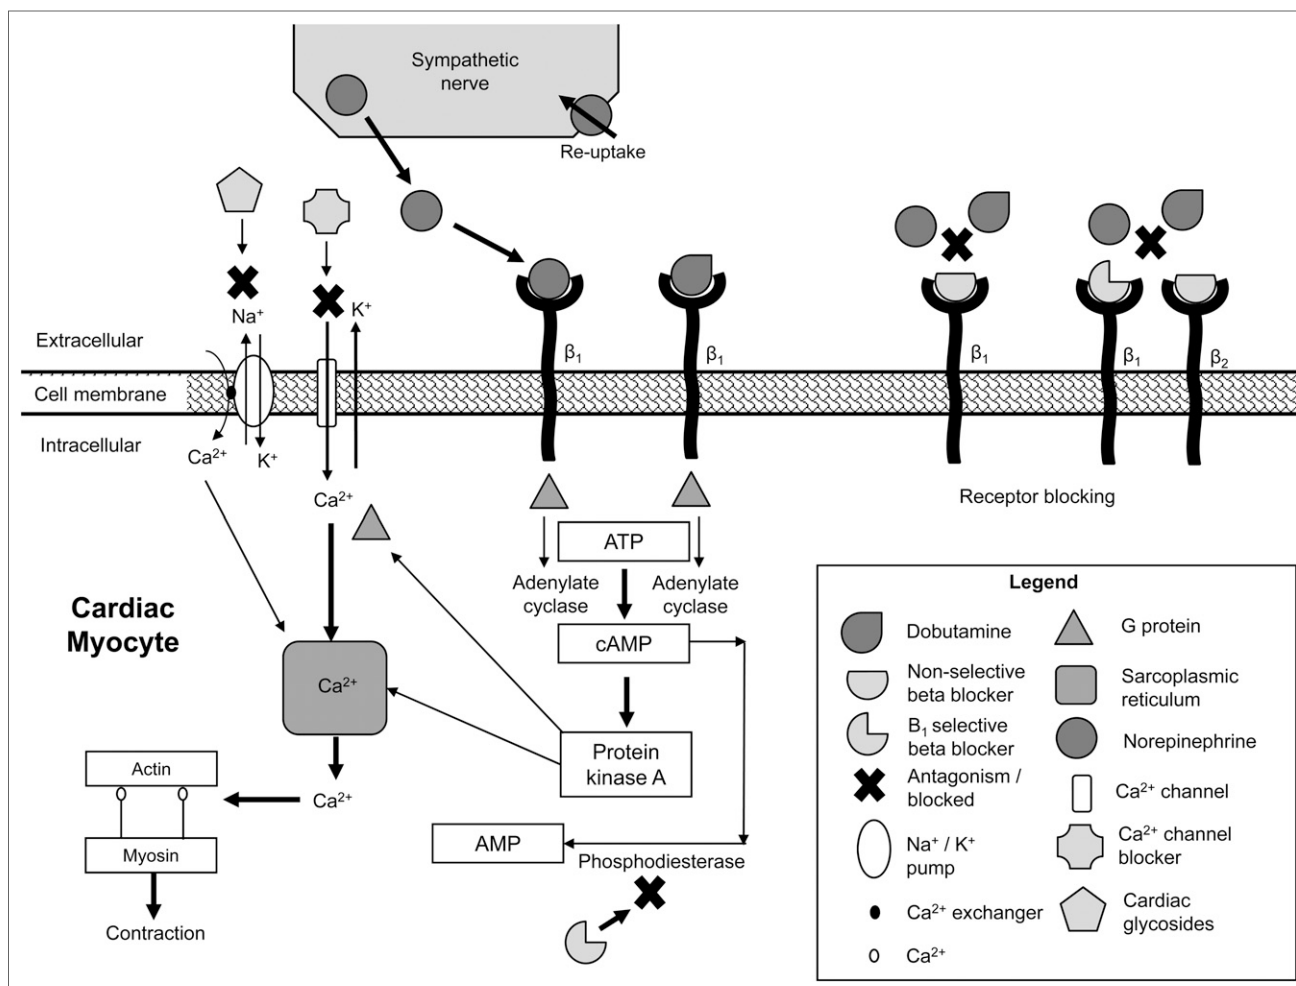 Sympathetic
nerve
Re-uptake
Na⁺
K⁺
Extracellular
Cell membrane
Intracellular
β₁
β₁
β₁
β₁
β₂
Ca²⁺
K⁺
Ca²⁺
Receptor blocking
ATP
Adenylate
cyclase
Adenylate
cyclase
Cardiac
Myocyte
cAMP
Ca²⁺
Protein
kinase A
Actin
Ca²⁺
Myosin
AMP
Phosphodiesterase
Contraction
Legend
Dobutamine
Non-selective
beta blocker
B₁ selective
beta blocker
Antagonism /
blocked
Na⁺ / K⁺
pump
Ca²⁺ exchanger
Ca²⁺
G protein
Sarcoplasmic
reticulum
Norepinephrine
Ca²⁺ channel
Ca²⁺ channel
blocker
Cardiac
glycosides